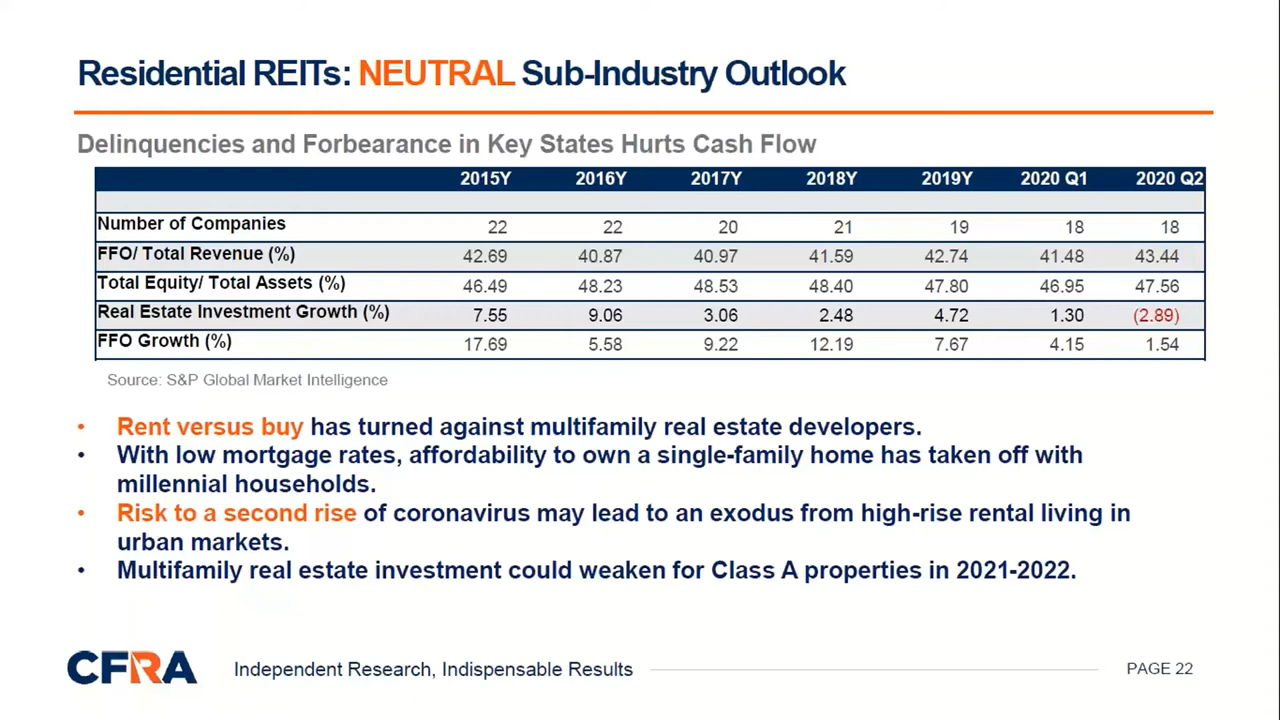 Residential REITs: NEUTRAL Sub-Industry Outlook
Delinquencies and Forbearance in Key States Hurts Cash Flow
2015Y 2016Y 2017Y 2018Y 2019Y 2020 Q1 2020 Q2
Number of Companies 22 22 20 21 19 18 18
FFO/ Total Revenue (%) 42.69 40.87 40.97 41.59 42.74 41.48 43.44
Total Equity/ Total Assets (%) 46.49 48.23 48.53 48.40 47.80 46.95 47.56
Real Estate Investment Growth (%) 7.55 9.06 3.06 2.48 4.72 1.30 (2.89)
FFO Growth (%) 17.69 5.58 9.22 12.19 7.67 4.15 1.54
Source: S&P Global Market Intelligence
• Rent versus buy has turned against multifamily real estate developers.
• With low mortgage rates, affordability to own a single-family home has taken off with
millennial households.
• Risk to a second rise of coronavirus may lead to an exodus from high-rise rental living in
urban markets.
• Multifamily real estate investment could weaken for Class A properties in 2021-2022.
CFRA Independent Research, Indispensable Results PAGE 22